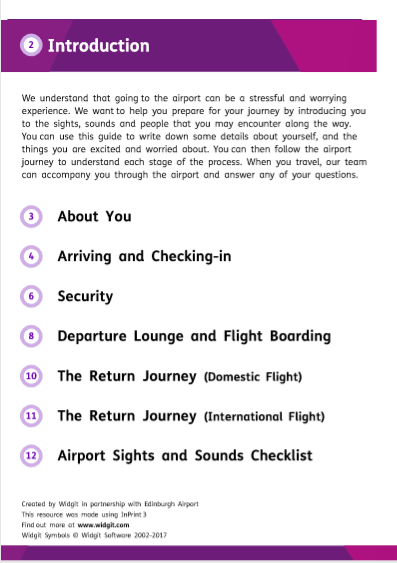 2 Introduction
We understand that going to the airport can be a stressful and worrying
experience. We want to help you prepare for your journey by introducing you
to the sights, sounds and people that you may encounter along the way.
You can use this guide to write down some details about yourself, and the
things you are excited and worried about. You can then follow the airport
journey to understand each stage of the process. When you travel, our team
can accompany you through the airport and answer any of your questions.
3 About You
4 Arriving and Checking-in
6 Security
8 Departure Lounge and Flight Boarding
10 The Return Journey (Domestic Flight)
11 The Return Journey (International Flight)
12 Airport Sights and Sounds Checklist
Created by Widgit in partnership with Edinburgh Airport
This resource was made using InPrint 3
Find out more at www.widgit.com
Widgit Symbols © Widgit Software 2002-2017